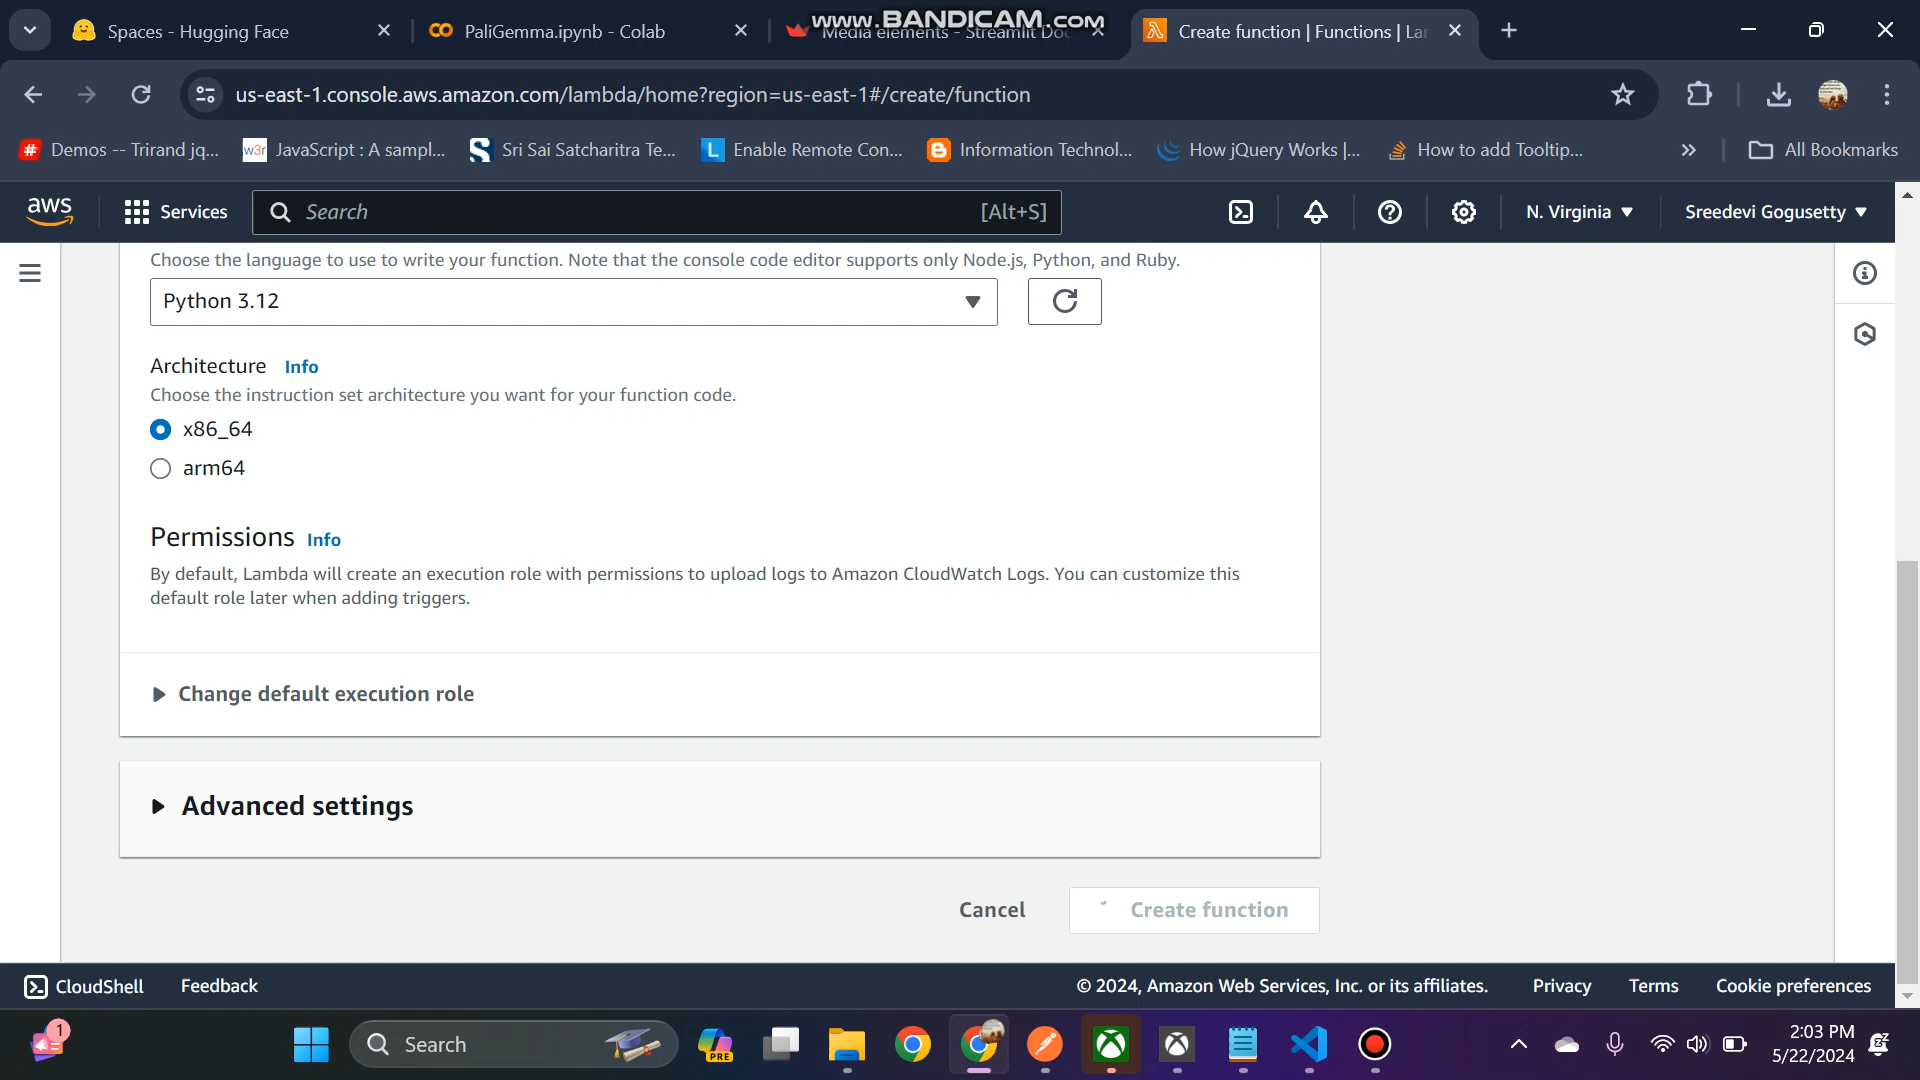 Spaces - Hugging Face
PaliGemma.ipynb - Colab
Media elements - Streamlit Doc
www.BANDICAM.com
Create function | Functions | La
us-east-1.console.aws.amazon.com/lambda/home?region=us-east-1#/create/function
Demos -- Trirand jq...
w3r JavaScript : A sampl...
Sri Sai Satcharitra Te...
L Enable Remote Con...
Information Technol...
How jQuery Works |...
How to add Tooltip...
All Bookmarks
aws
Services
Search
[Alt+S]
N. Virginia
Sreedevi Gogusetty
Choose the language to use to write your function. Note that the console code editor supports only Node.js, Python, and Ruby.
Python 3.12
Architecture Info
Choose the instruction set architecture you want for your function code.
x86_64
arm64
Permissions Info
By default, Lambda will create an execution role with permissions to upload logs to Amazon CloudWatch Logs. You can customize this
default role later when adding triggers.
Change default execution role
Advanced settings
Cancel
Create function
CloudShell
Feedback
© 2024, Amazon Web Services, Inc. or its affiliates.
Privacy
Terms
Cookie preferences
1
Search
PRE
2:03 PM
5/22/2024